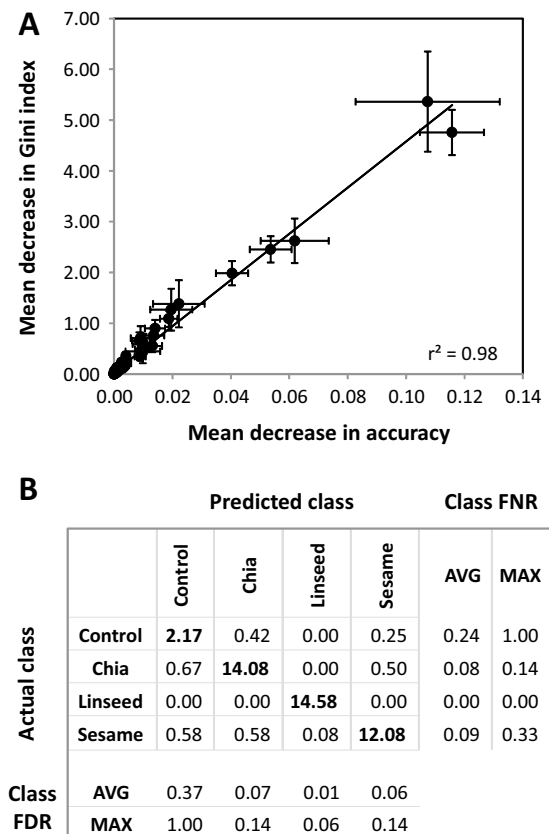 A
7.00
6.00
5.00
4.00
3.00
2.00
1.00
0.00
Mean decrease in Gini index
r² = 0.98
0.00 0.02 0.04 0.06 0.08 0.10 0.12 0.14
Mean decrease in accuracy
B
Predicted class Class FNR
Control Chia Linseed Sesame AVG MAX
Actual class
Control 2.17 0.42 0.00 0.25 0.24 1.00
Chia 0.67 14.08 0.00 0.50 0.08 0.14
Linseed 0.00 0.00 14.58 0.00 0.00 0.00
Sesame 0.58 0.58 0.08 12.08 0.09 0.33
Class FDR
AVG 0.37 0.07 0.01 0.06
MAX 1.00 0.14 0.06 0.14